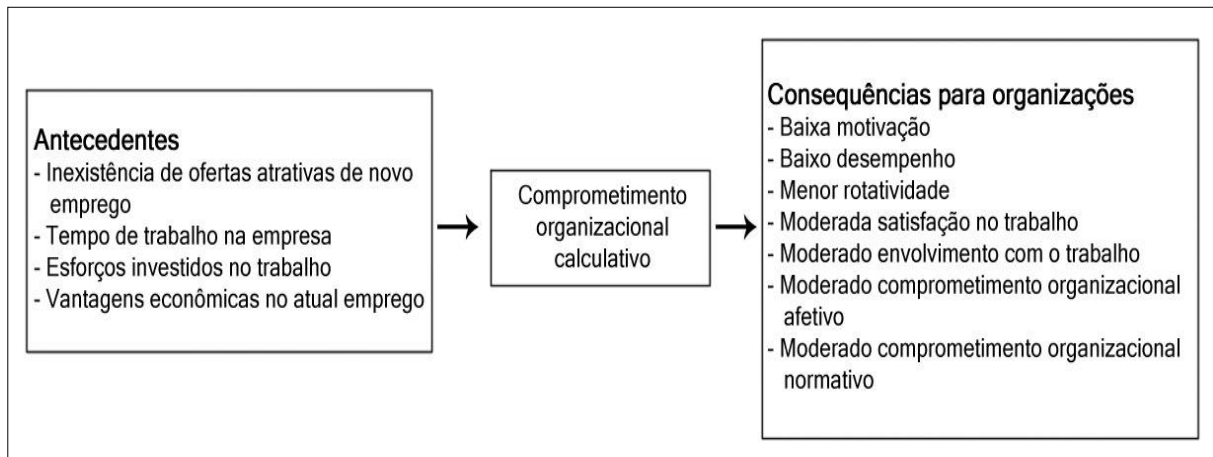 Antecedentes
- Inexistência de ofertas atrativas de novo
emprego
- Tempo de trabalho na empresa
- Esforços investidos no trabalho
- Vantagens econômicas no atual emprego
Comprometimento
organizacional
calculativo
Consequências para organizações
- Baixa motivação
- Baixo desempenho
- Menor rotatividade
- Moderada satisfação no trabalho
- Moderado envolvimento com o trabalho
- Moderado comprometimento organizacional
afetivo
- Moderado comprometimento organizacional
normativo